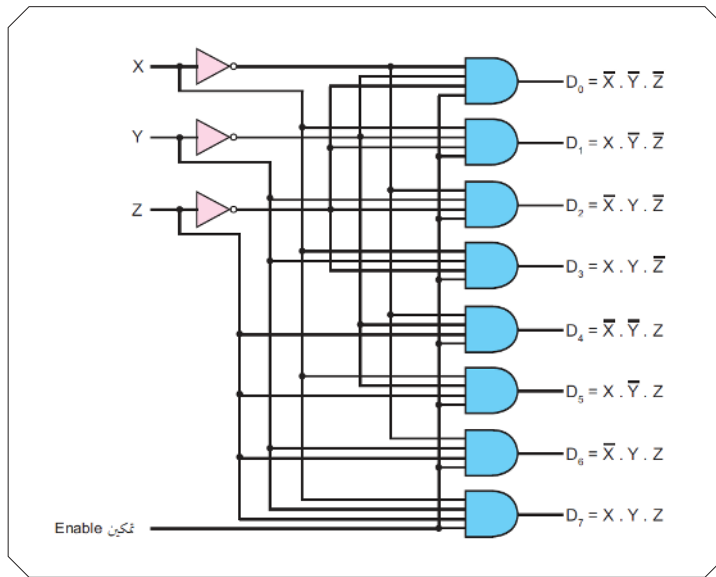 X
D₀ = X̅ . Y̅ . Z̅
Y
D₁ = X . Y̅ . Z̅
Z
D₂ = X̅ . Y . Z̅
D₃ = X . Y . Z̅
D₄ = X̅ . Y̅ . Z
D₅ = X . Y̅ . Z
D₆ = X̅ . Y . Z
D₇ = X . Y . Z
Enable تمكين